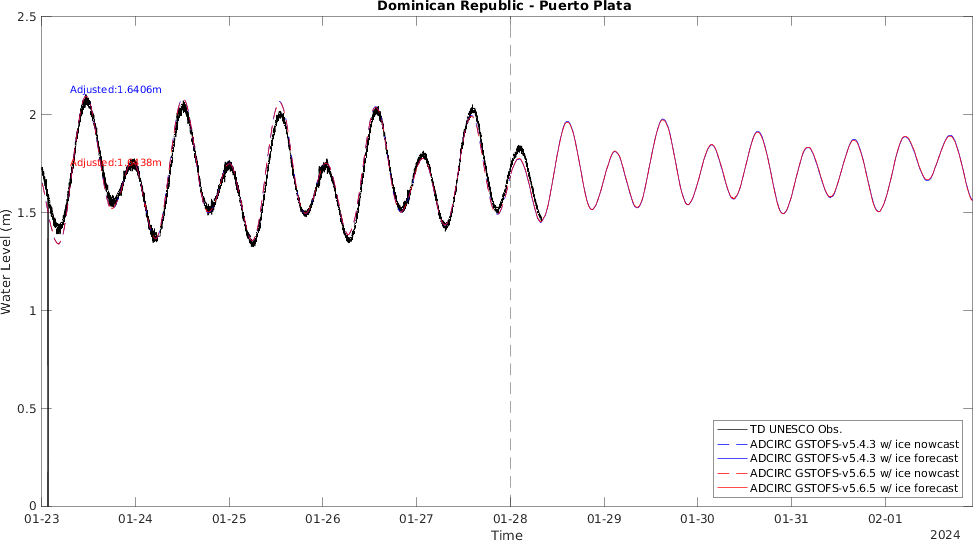 Dominican Republic - Puerto Plata
2.5
2
1.5
1
0.5
0
Water Level (m)
Adjusted:1.6406m
01-23
01-24
01-25
01-26
01-27
01-28
01-29
01-30
01-31
02-01
Time
2024
TD UNESCO Obs.
ADCIRC GSTOFS-v5.4.3 w/ ice nowcast
ADCIRC GSTOFS-v5.4.3 w/ ice forecast
ADCIRC GSTOFS-v5.6.5 w/ ice nowcast
ADCIRC GSTOFS-v5.6.5 w/ ice forecast